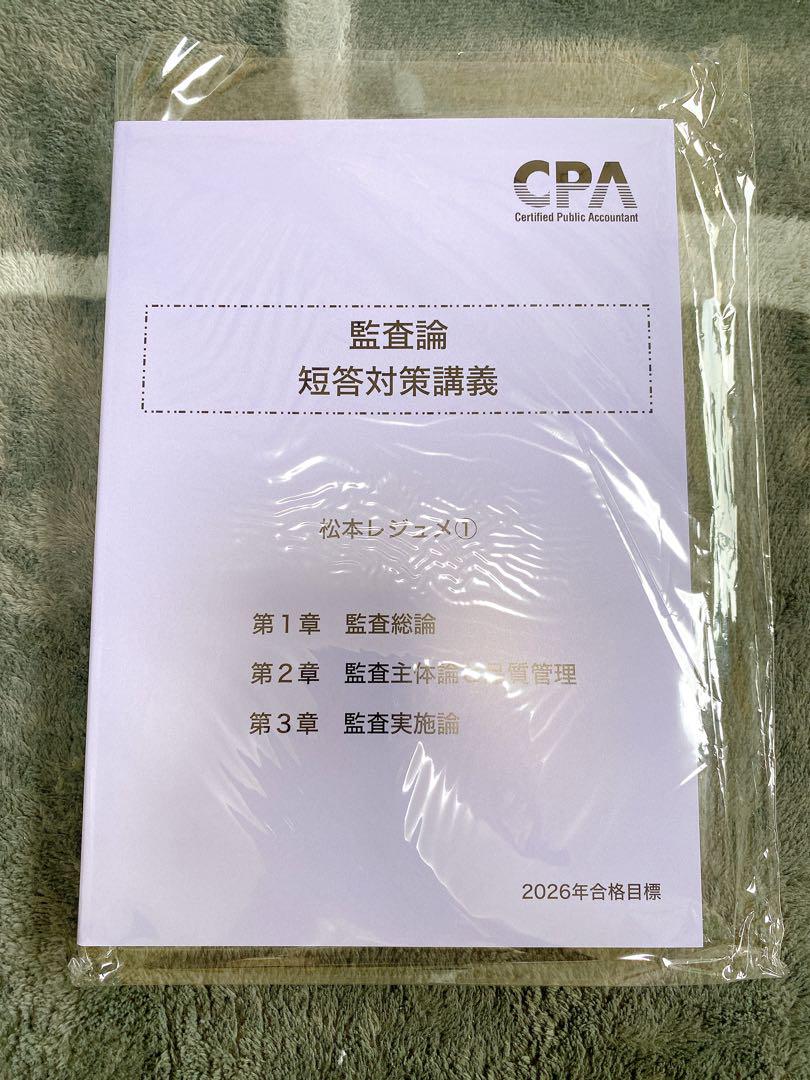 CPA
Certified Public Accountant
監査論
短答対策講義
松本レジュメ①
第1章 監査総論
第2章 監査主体論と品質管理
第3章 監査実施論
2026年合格目標